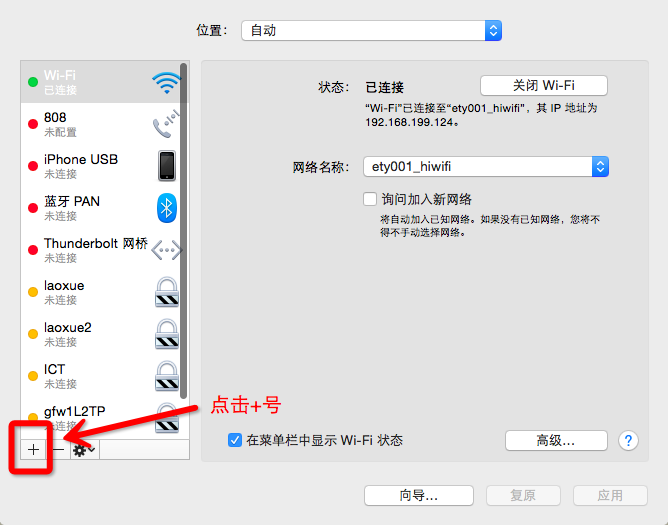 位置： 自动
Wi-Fi
已连接
808
未配置
iPhone USB
未连接
蓝牙 PAN
未连接
Thunderbolt 网桥
未连接
laoxue
未连接
laoxue2
未连接
ICT
未连接
gfw1L2TP
未连接
状态： 已连接 关闭 Wi-Fi
“Wi-Fi”已连接至“ety001_hiwifi”，其 IP 地址为
192.168.199.124。
网络名称： ety001_hiwifi
询问加入新网络
将自动加入已知网络。如果没有已知网络，您将不
得不手动选择网络。
点击+号
在菜单栏中显示 Wi-Fi 状态 高级... ?
向导... 复原 应用